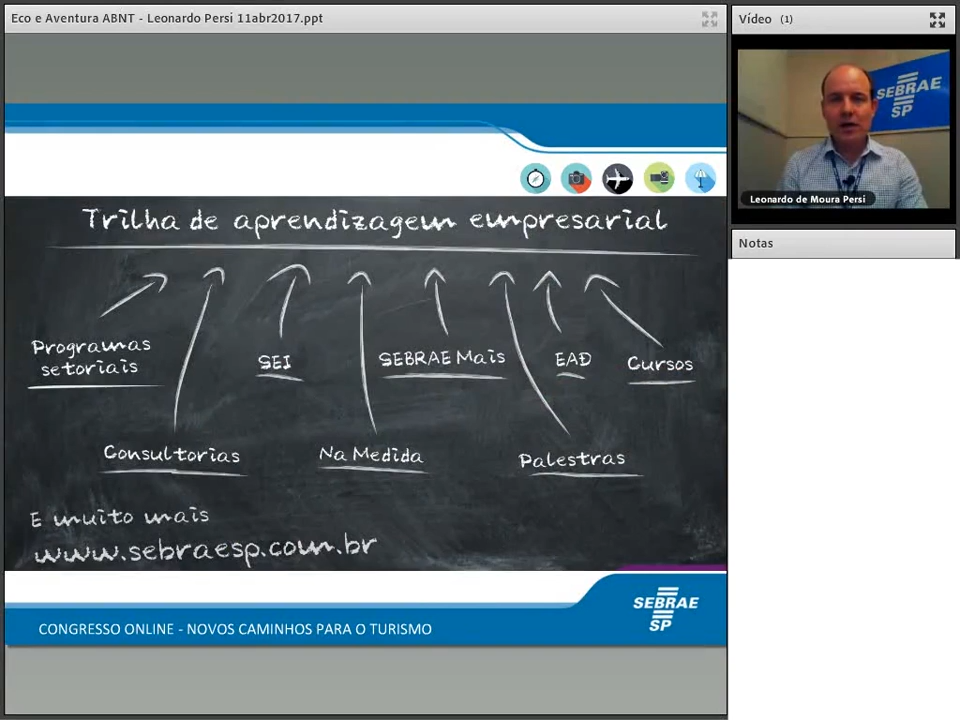 Eco e Aventura ABNT - Leonardo Persi 11abr2017.ppt
Vídeo (1)
SEBRAE
SP
Leonardo de Moura Persi
Notas
Trilha de aprendizagem empresarial
Programas
setoriais
SEI
SEBRAE Mais
EAD
Cursos
Consultorias
Na Medida
Palestras
E muito mais
www.sebraesp.com.br
CONGRESSO ONLINE - NOVOS CAMINHOS PARA O TURISMO
SEBRAE
SP